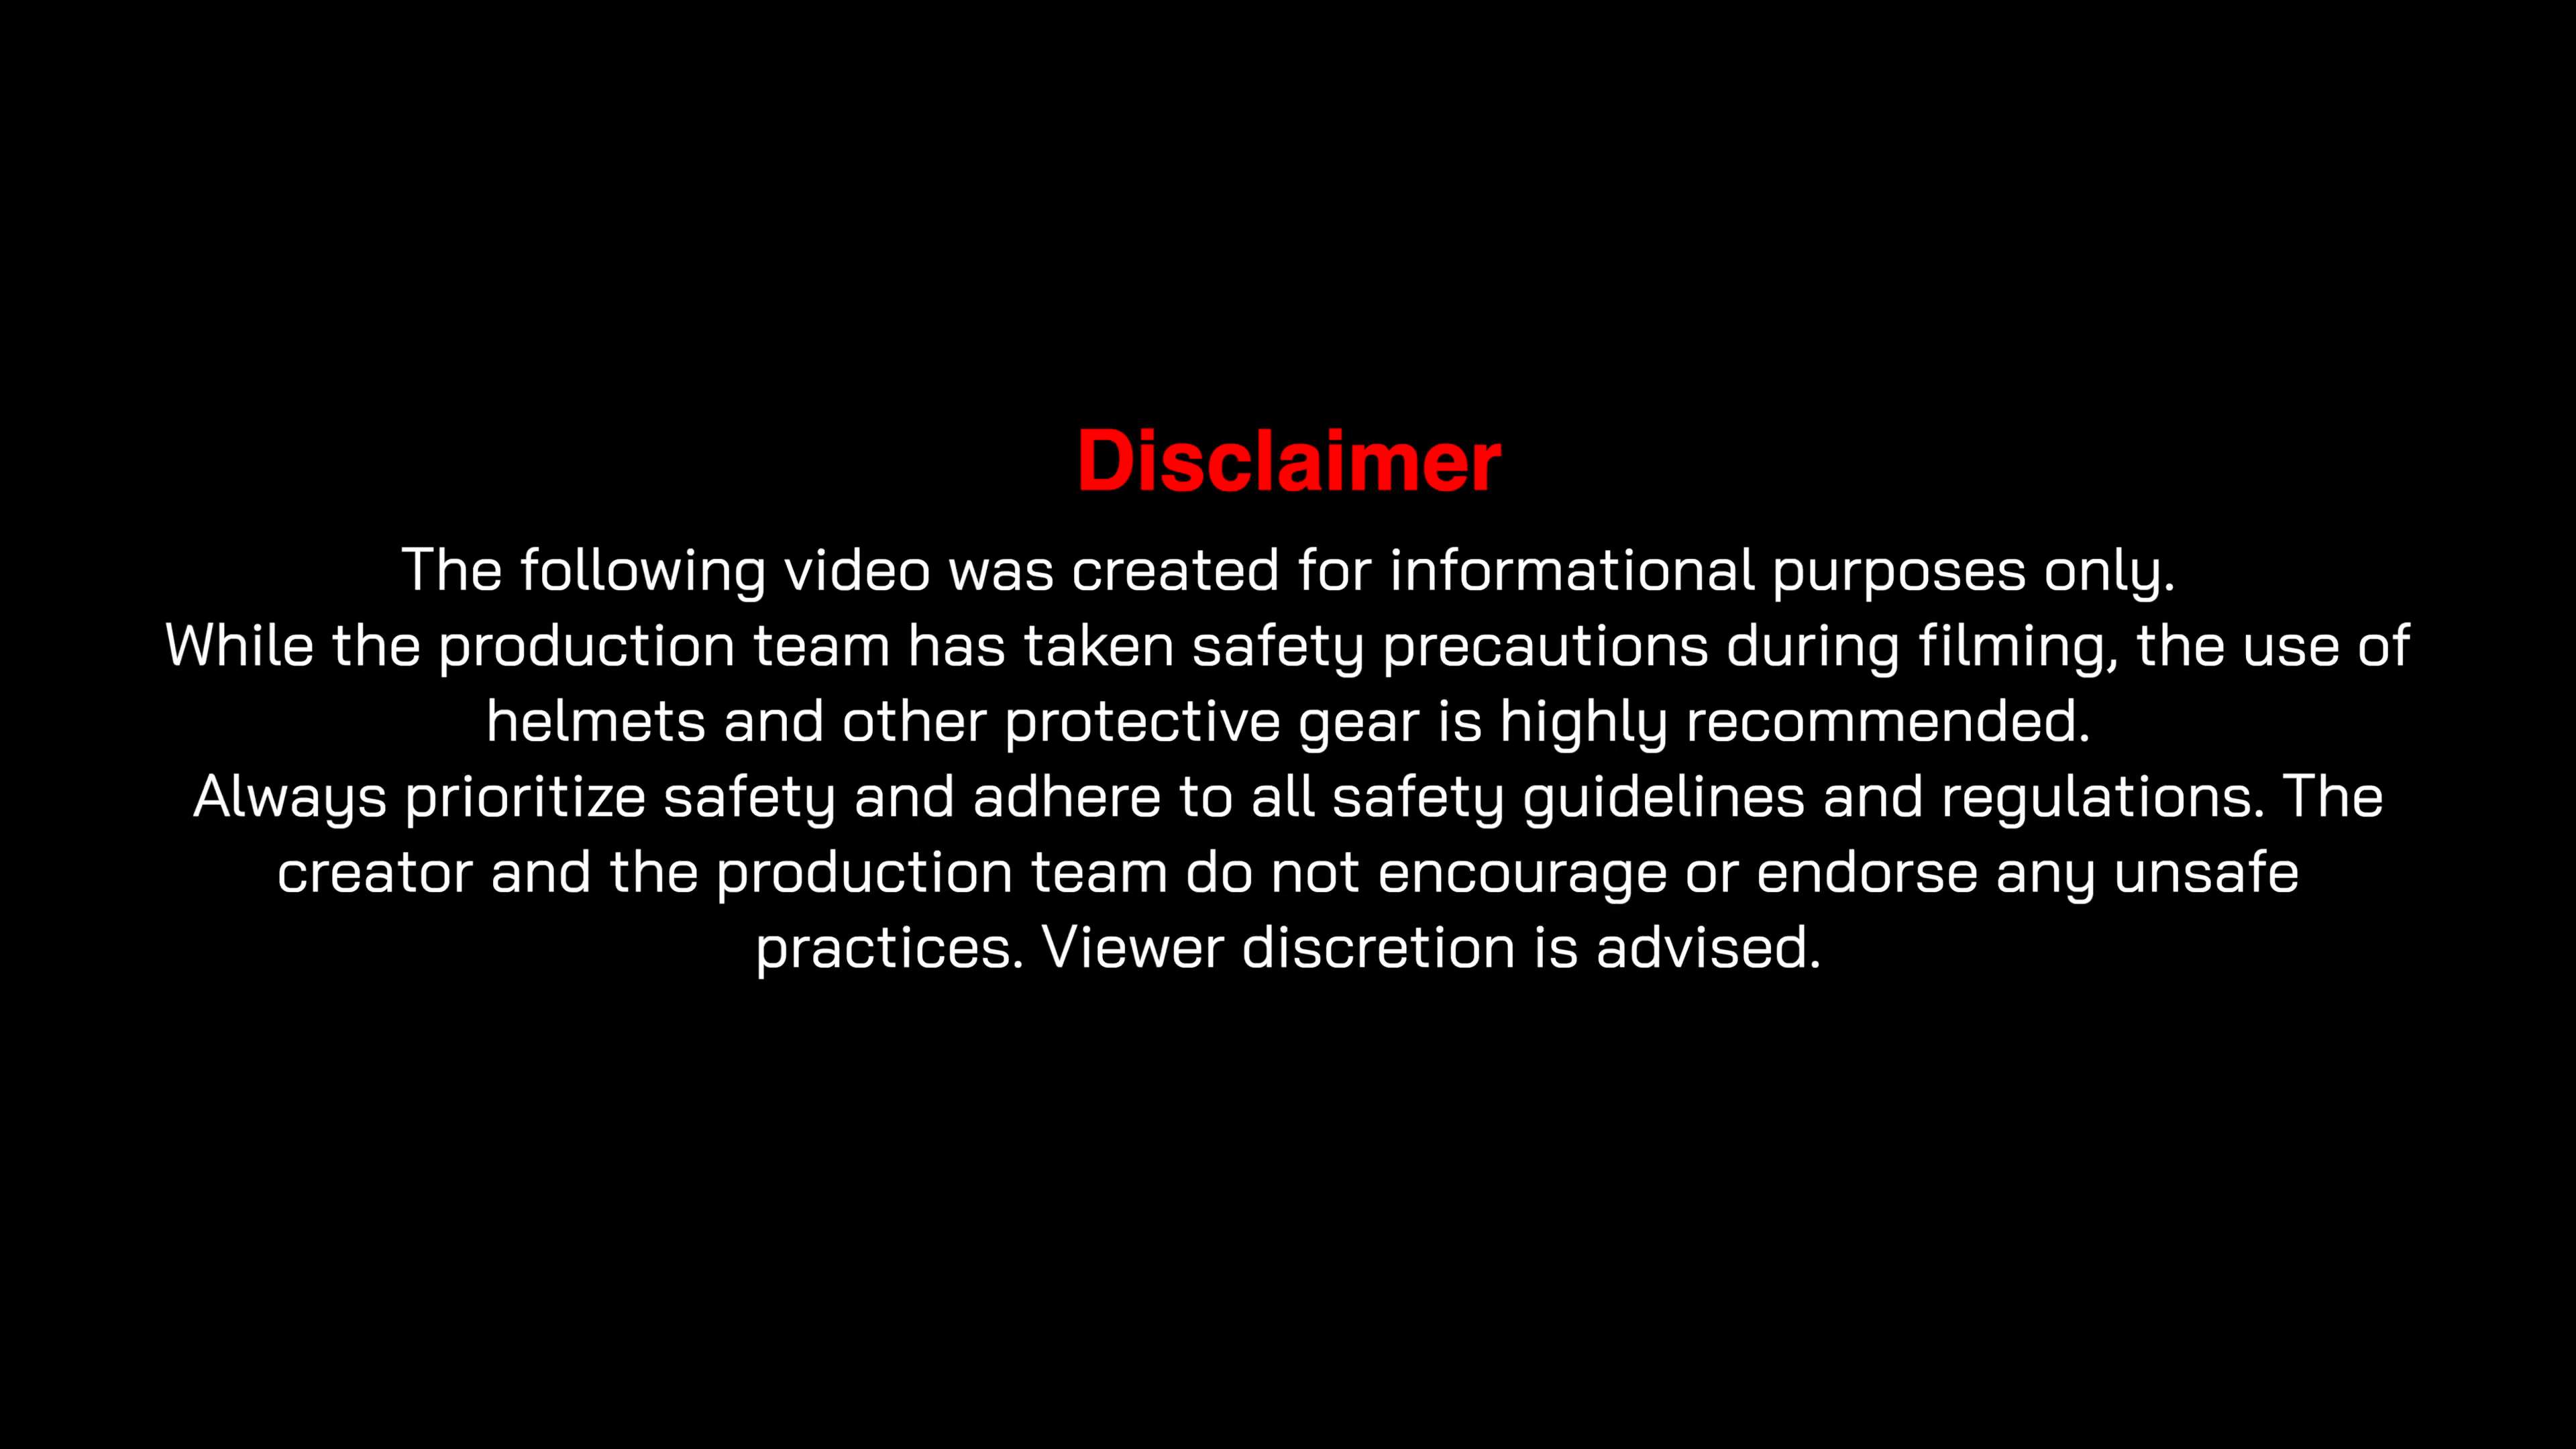 Disclaimer
The following video was created for informational purposes only.
While the production team has taken safety precautions during filming, the use of
helmets and other protective gear is highly recommended.
Always prioritize safety and adhere to all safety guidelines and regulations. The
creator and the production team do not encourage or endorse any unsafe
practices. Viewer discretion is advised.